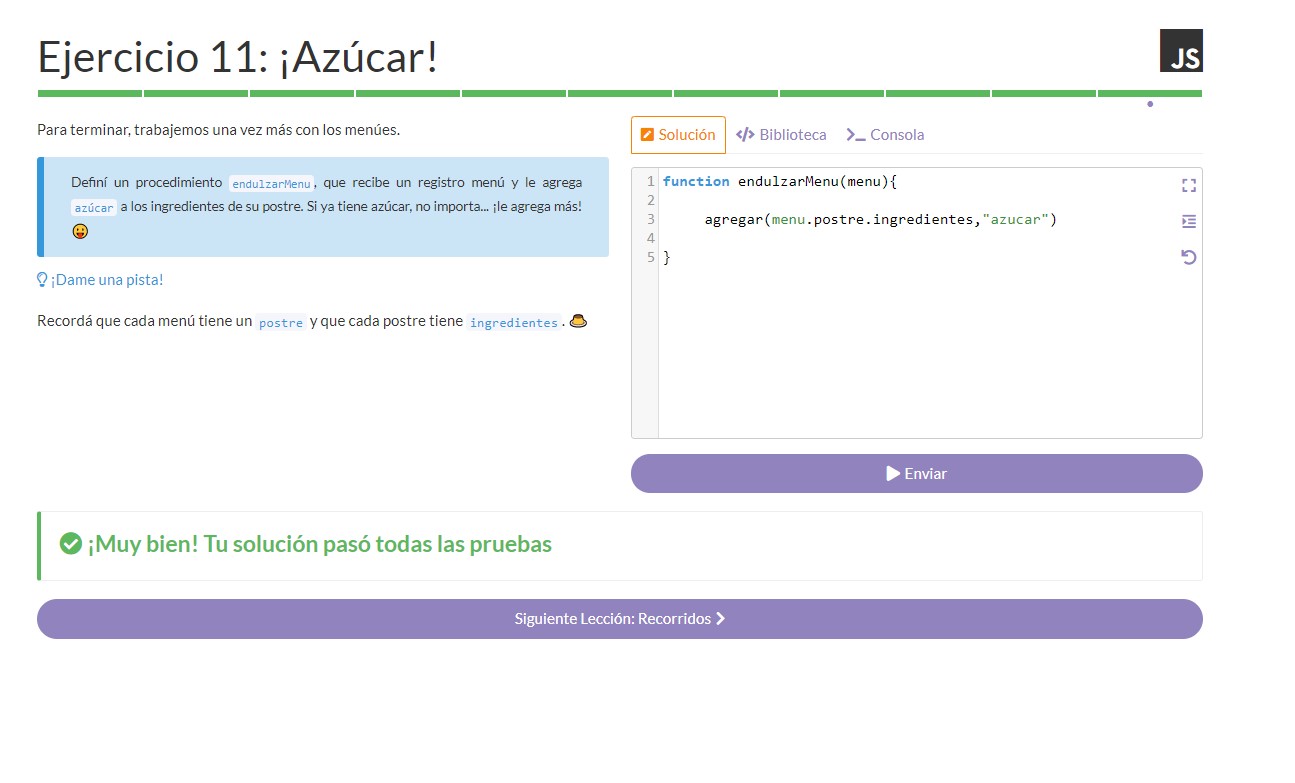 Ejercicio 11: ¡Azúcar!
JS
Para terminar, trabajemos una vez más con los menúes.
Definí un procedimiento endulzarMenu, que recibe un registro menú y le agrega
azúcar a los ingredientes de su postre. Si ya tiene azúcar, no importa... ¡le agrega más!
😛
¡Dame una pista!
Recordá que cada menú tiene un postre y que cada postre tiene ingredientes. 🍮
Solución </> Biblioteca >_ Consola
1 function endulzarMenu(menu){
2
3 agregar(menu.postre.ingredientes,"azucar")
4
5 }
Enviar
¡Muy bien! Tu solución pasó todas las pruebas
Siguiente Lección: Recorridos